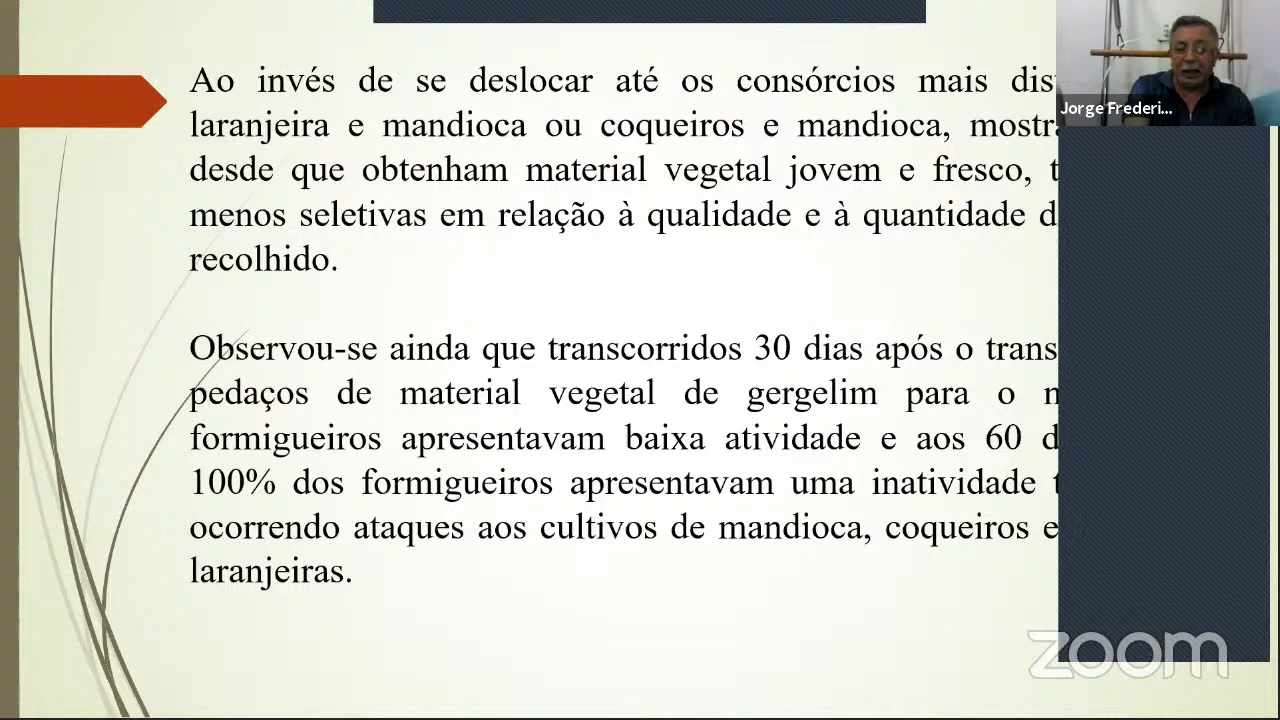 Ao invés de se deslocar até os consórcios mais
laranjeira e mandioca ou coqueiros e mandioca,
desde que obtenham material vegetal jovem e fresco,
menos seletivas em relação à qualidade e à quantidade
recolhido.
Observou-se ainda que transcorridos 30 dias após o
pedaços de material vegetal de gergelim para o
formigueiros apresentavam baixa atividade e aos 60
100% dos formigueiros apresentavam uma inatividade
ocorrendo ataques aos cultivos de mandioca, coqueiros e
laranjeiras.
Jorge Frederi...
zoom